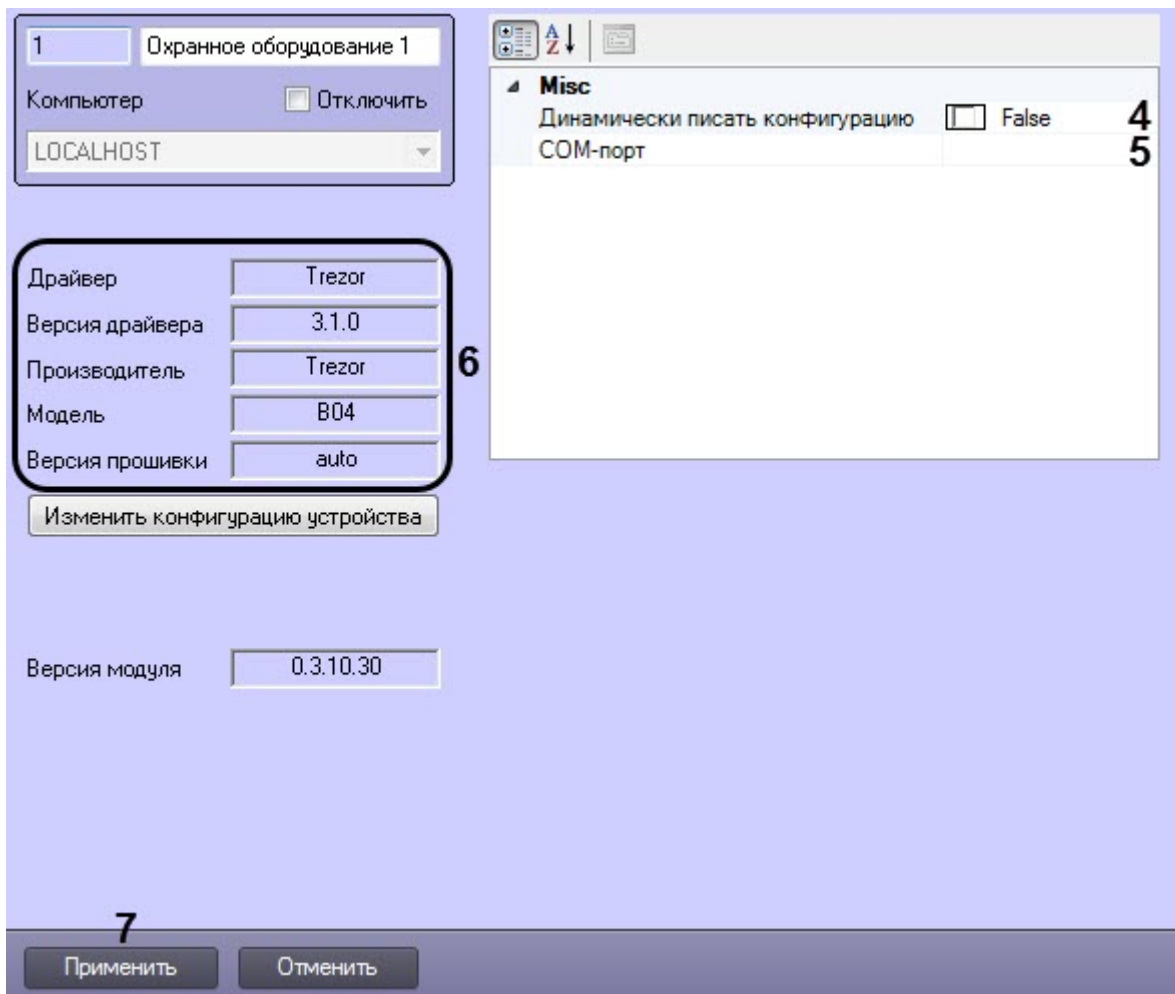 1 Охранное оборудование 1
Компьютер Отключить
LOCALHOST
Драйвер Trezor
Версия драйвера 3.1.0
Производитель Trezor
Модель B04
Версия прошивки auto
6
Изменить конфигурацию устройства
Версия модуля 0.3.10.30
A
Z
Misc
Динамически писать конфигурацию False 4
COM-порт 5
7
Применить Отменить